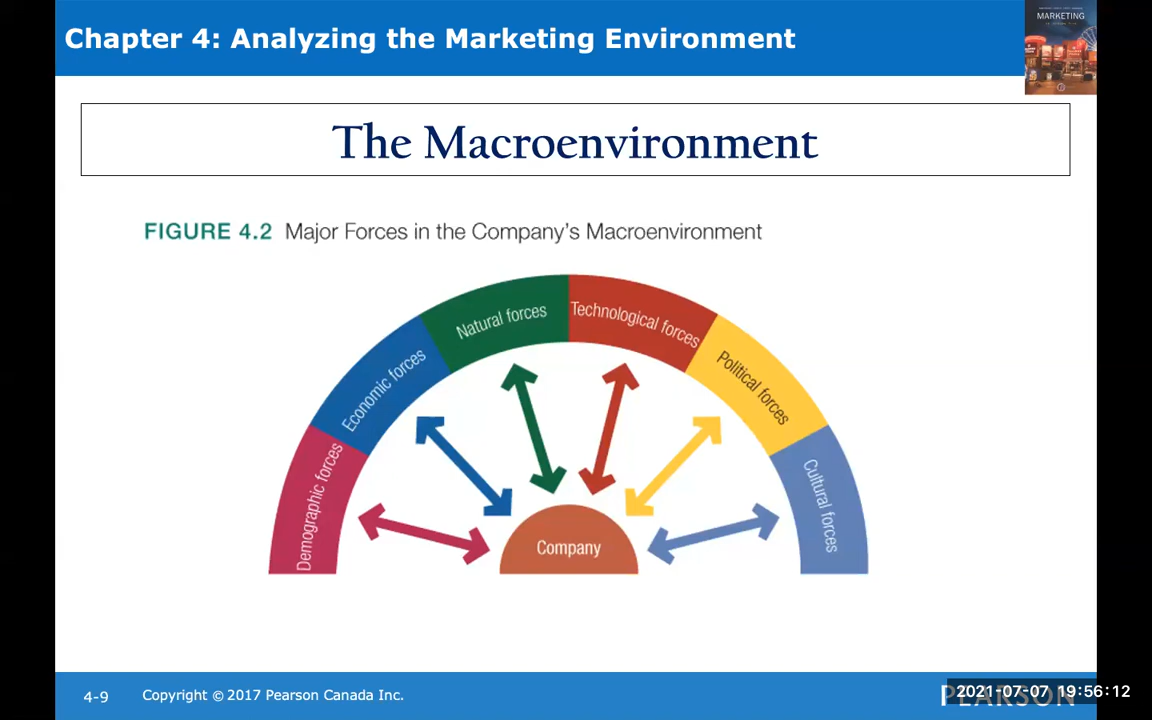 Chapter 4: Analyzing the Marketing Environment
MARKETING
The Macroenvironment
FIGURE 4.2 Major Forces in the Company's Macroenvironment
Demographic forces
Economic forces
Natural forces
Technological forces
Political forces
Cultural forces
Company
4-9
Copyright © 2017 Pearson Canada Inc.
PEARSON
2021-07-07 19:56:12